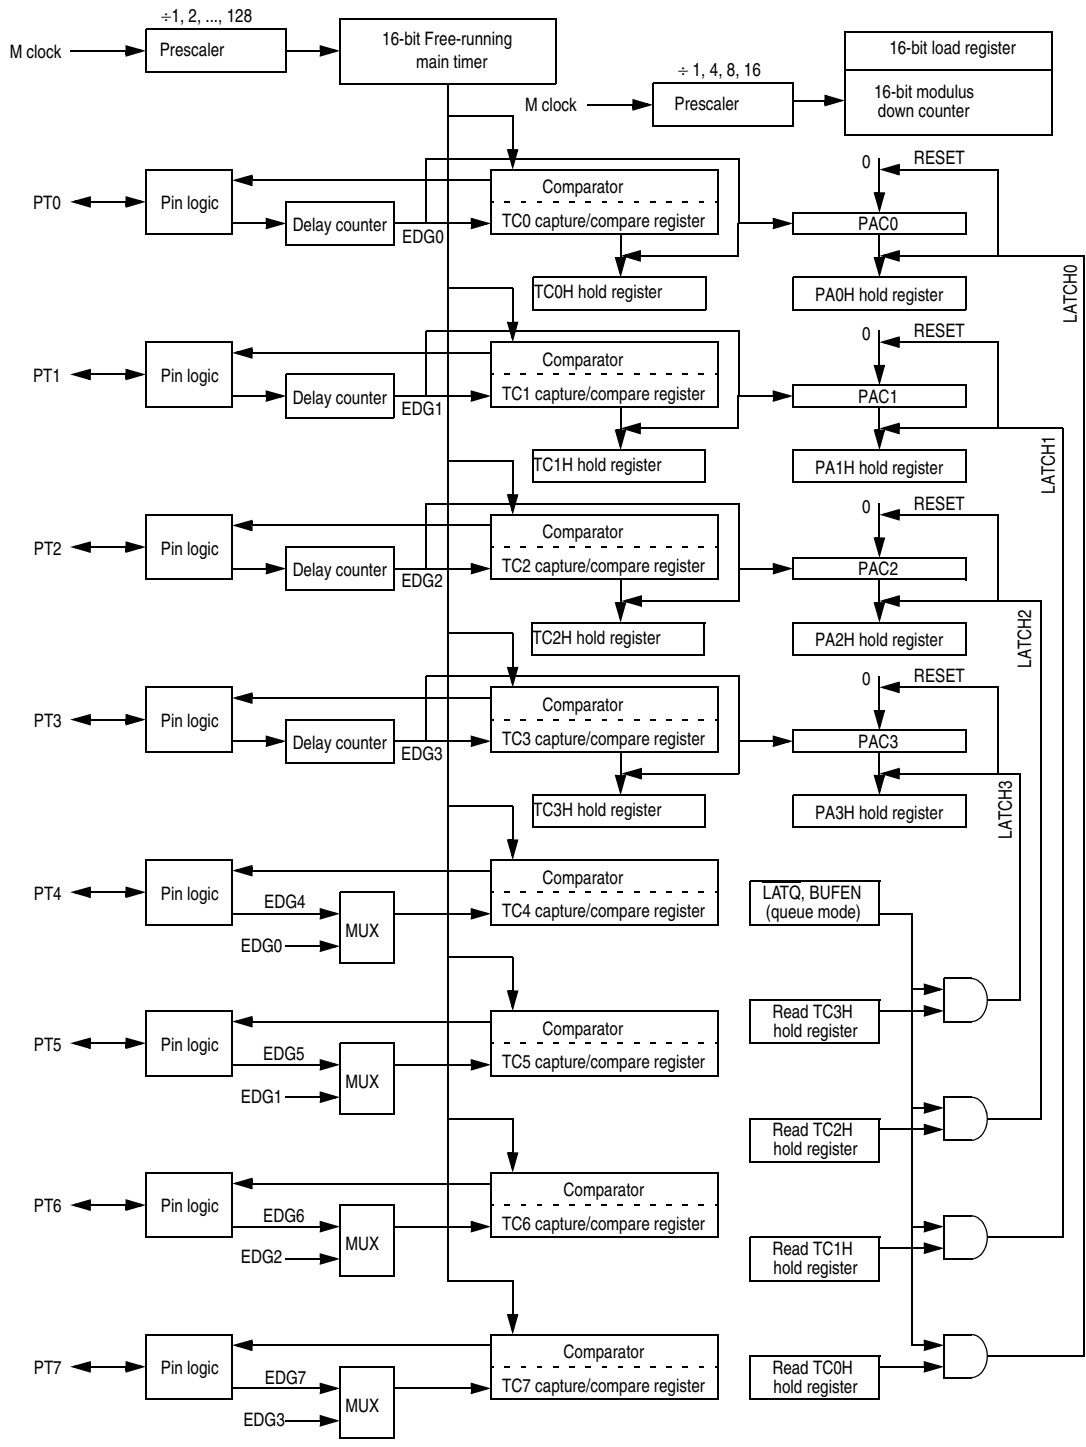 ÷1, 2, ..., 128
M clock
Prescaler
16-bit Free-running
main timer
16-bit load register
16-bit modulus
down counter
÷ 1, 4, 8, 16
M clock
Prescaler
PT0
Pin logic
Delay counter
EDG0
Comparator
TC0 capture/compare register
TC0H hold register
0
RESET
PAC0
PA0H hold register
LATCH0
PT1
Pin logic
Delay counter
EDG1
Comparator
TC1 capture/compare register
TC1H hold register
0
RESET
PAC1
PA1H hold register
LATCH1
PT2
Pin logic
Delay counter
EDG2
Comparator
TC2 capture/compare register
TC2H hold register
0
RESET
PAC2
PA2H hold register
LATCH2
PT3
Pin logic
Delay counter
EDG3
Comparator
TC3 capture/compare register
TC3H hold register
0
RESET
PAC3
PA3H hold register
LATCH3
PT4
Pin logic
EDG4
EDG0
MUX
Comparator
TC4 capture/compare register
LATQ, BUFEN
(queue mode)
Read TC3H
hold register
PT5
Pin logic
EDG5
EDG1
MUX
Comparator
TC5 capture/compare register
Read TC2H
hold register
PT6
Pin logic
EDG6
EDG2
MUX
Comparator
TC6 capture/compare register
Read TC1H
hold register
PT7
Pin logic
EDG7
EDG3
MUX
Comparator
TC7 capture/compare register
Read TC0H
hold register